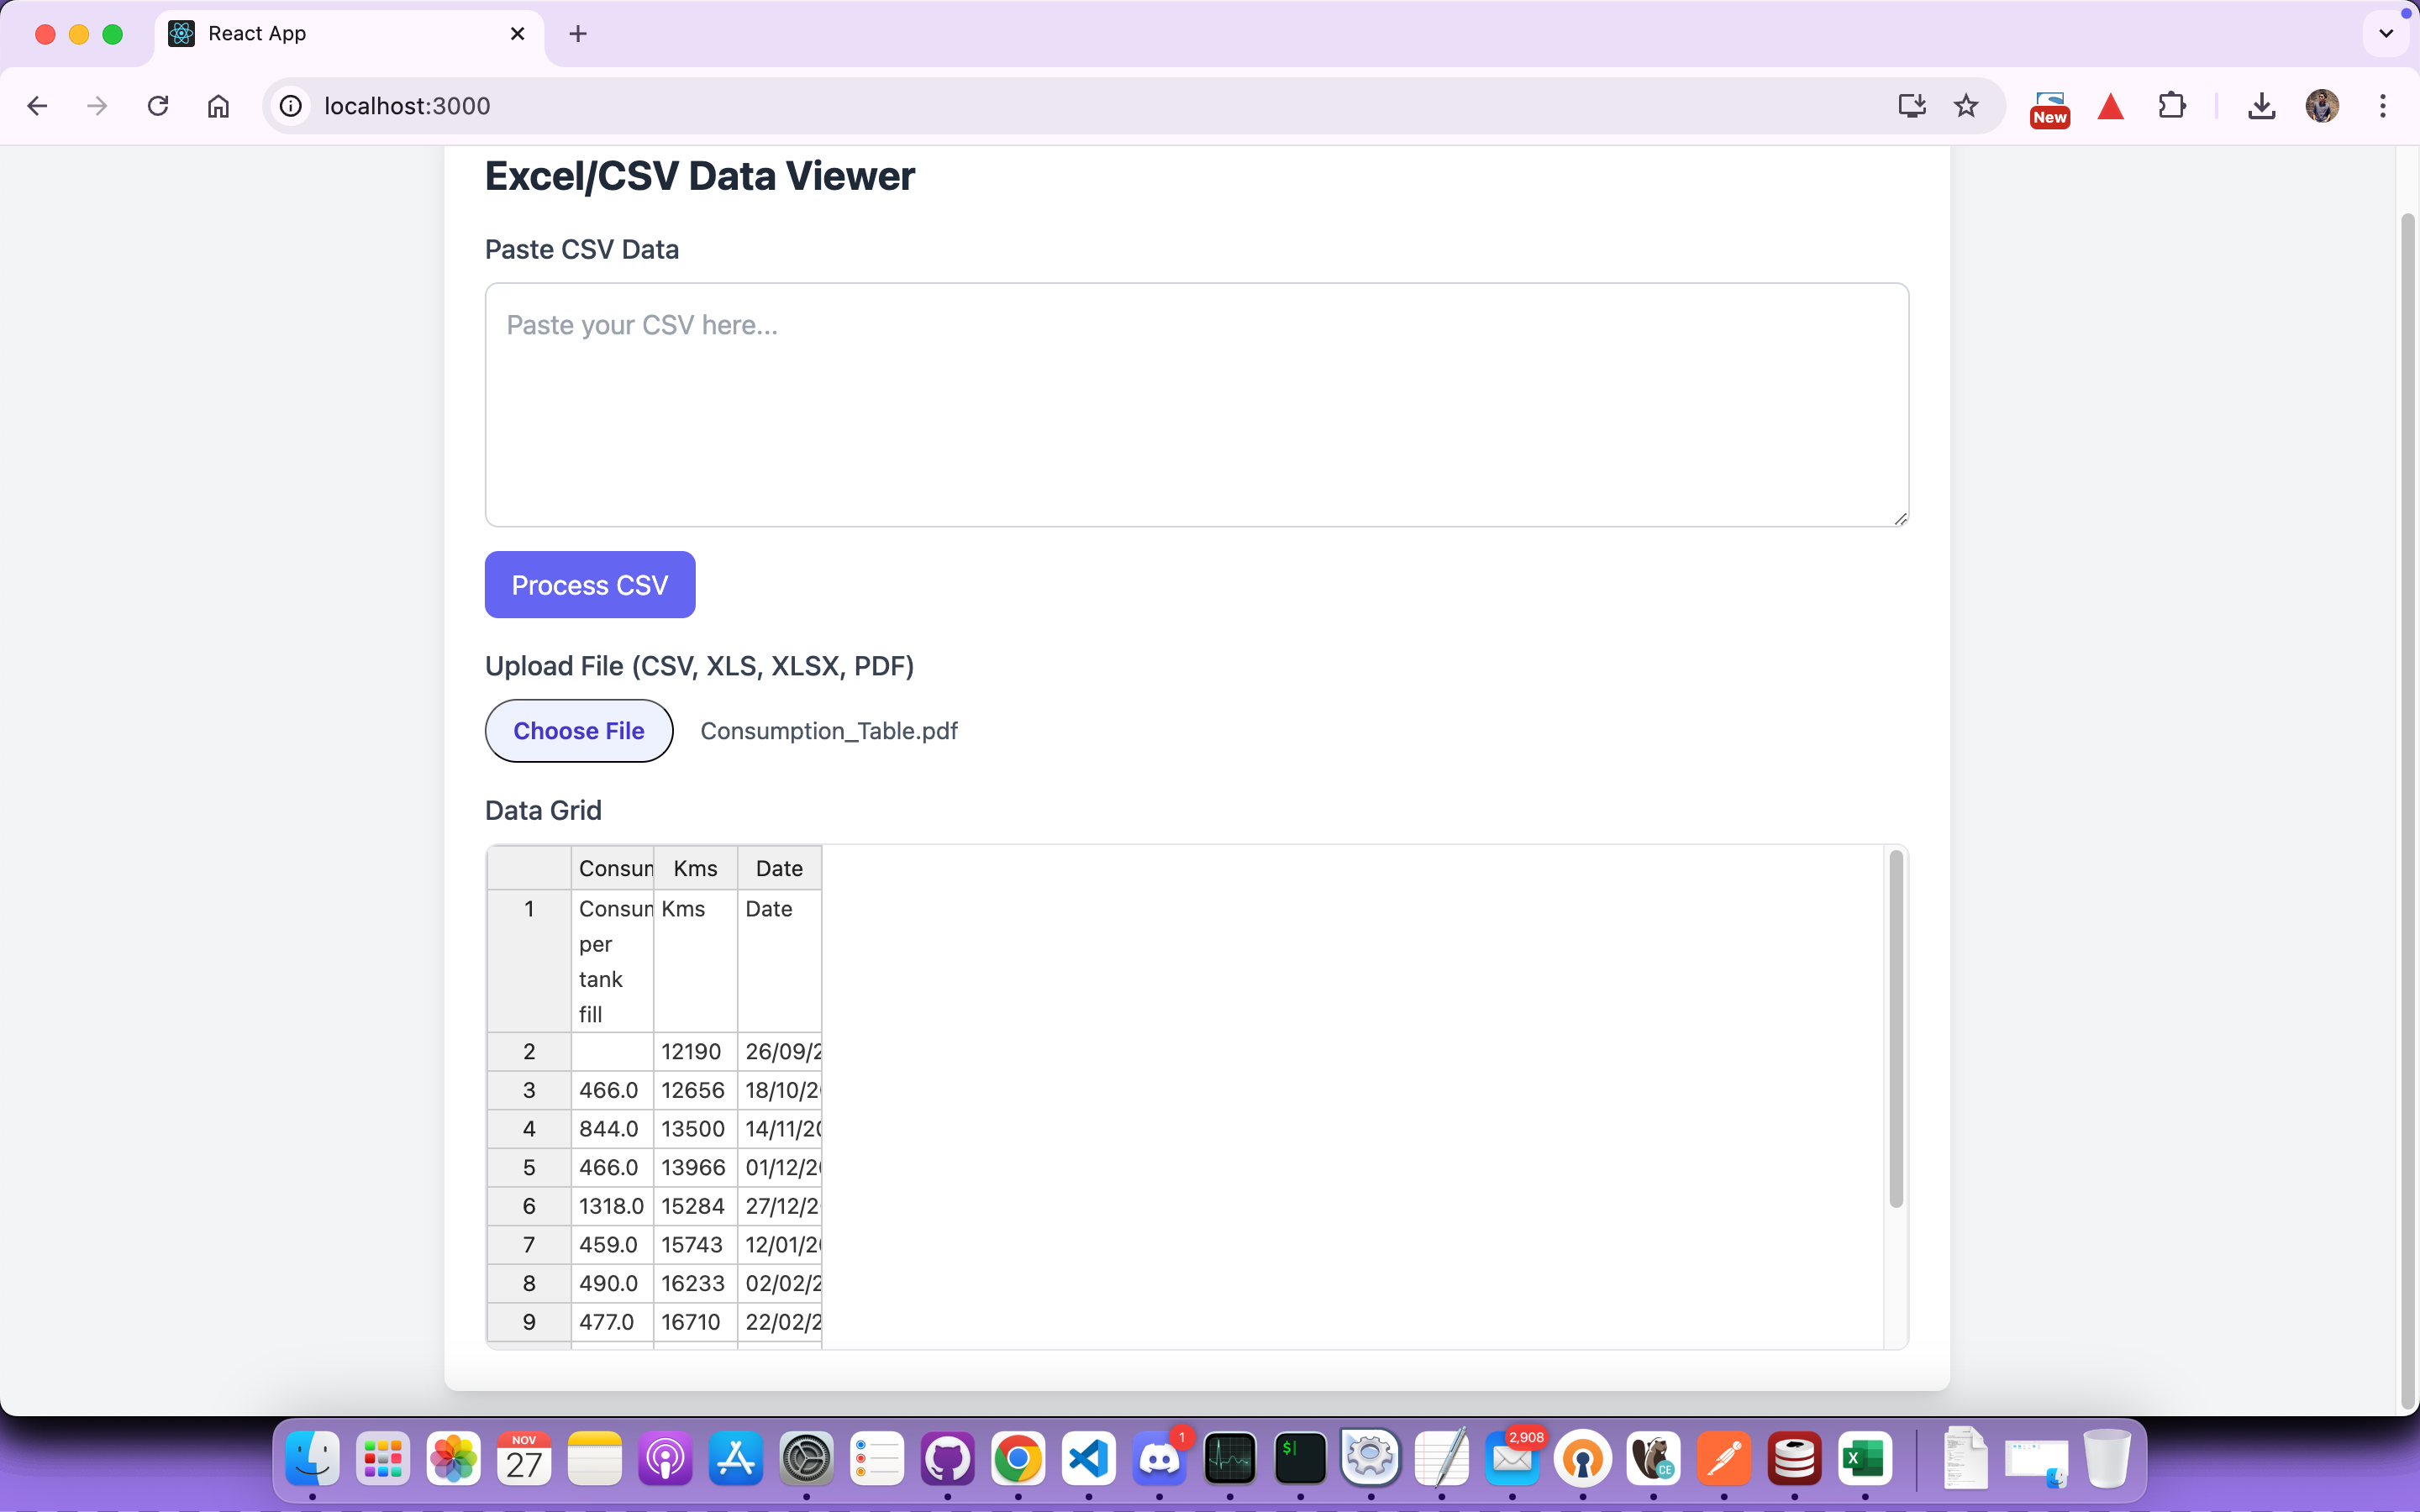 React App
localhost:3000
New
Excel/CSV Data Viewer
Paste CSV Data
Paste your CSV here...
Process CSV
Upload File (CSV, XLS, XLSX, PDF)
Choose File Consumption_Table.pdf
Data Grid
Consum Kms Date
1 Consum Kms Date
per
tank
fill
2 12190 26/09/2
3 466.0 12656 18/10/2
4 844.0 13500 14/11/20
5 466.0 13966 01/12/20
6 1318.0 15284 27/12/2
7 459.0 15743 12/01/20
8 490.0 16233 02/02/2
9 477.0 16710 22/02/2
NOV
27
1
$
2,908
CE
X